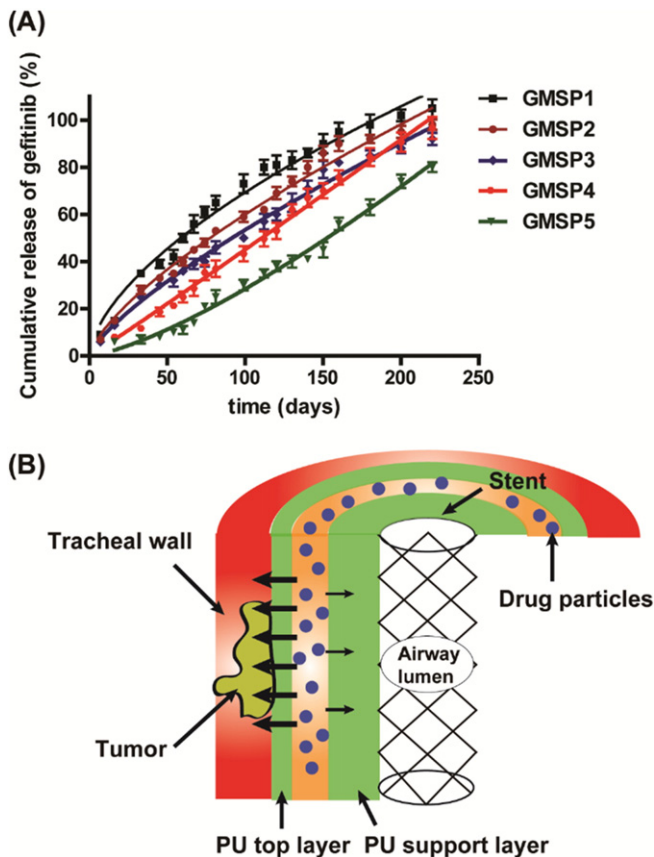 (A)
Cumulative release of gefitinib (%)
100
80
60
40
20
0
0 50 100 150 200 250
time (days)
GMSP1
GMSP2
GMSP3
GMSP4
GMSP5
(B)
Stent
Tracheal wall
Drug particles
Airway
lumen
Tumor
PU top layer
PU support layer